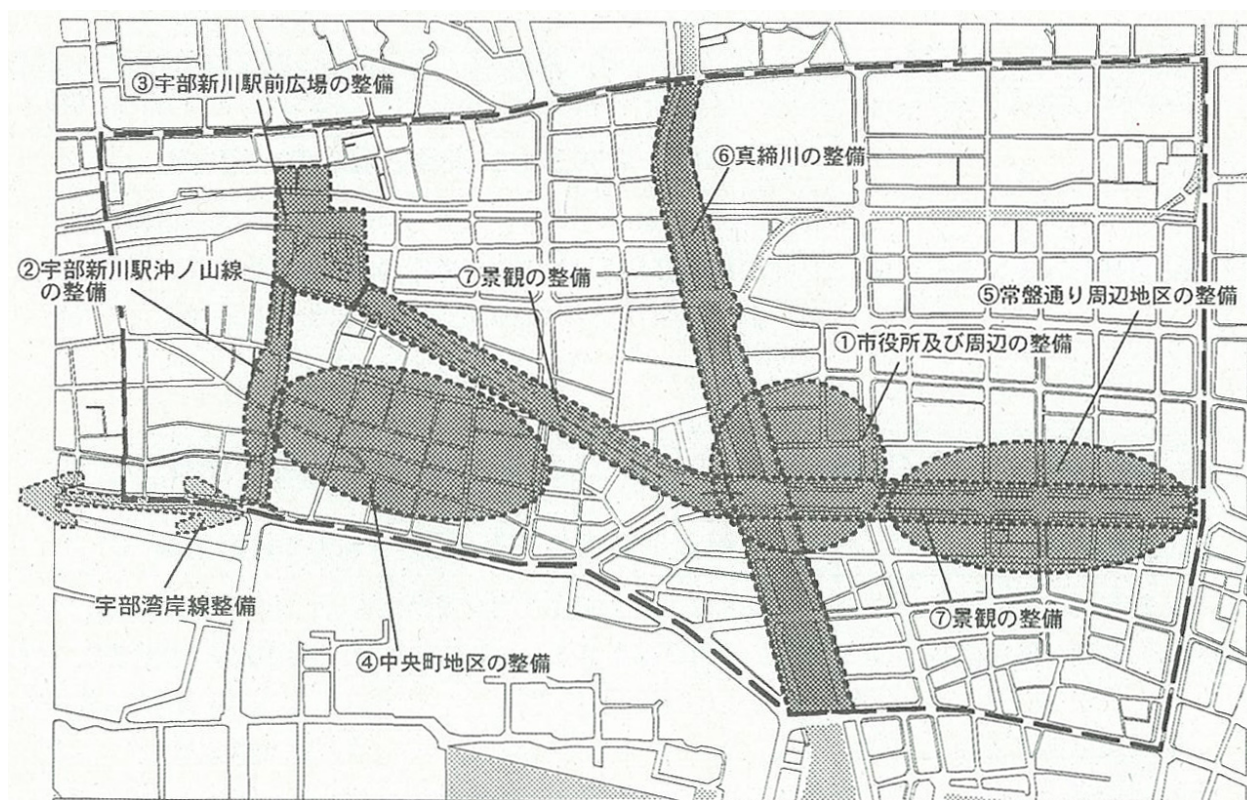 ③宇部新川駅前広場の整備
⑥真締川の整備
②宇部新川駅沖ノ山線
の整備
⑦景観の整備
⑤常盤通り周辺地区の整備
①市役所及び周辺の整備
宇部湾岸線整備
⑦景観の整備
④中央町地区の整備